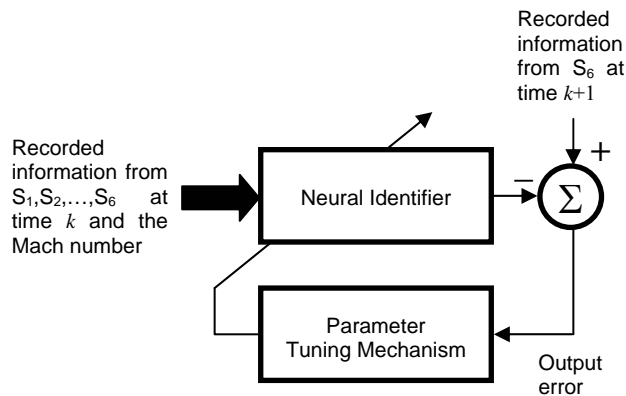 Recorded
information
from S₆ at
time k+1
+
Recorded
information from
S₁,S₂,…,S₆ at
time k and the
Mach number
Neural Identifier
−
Σ
Parameter
Tuning Mechanism
Output
error